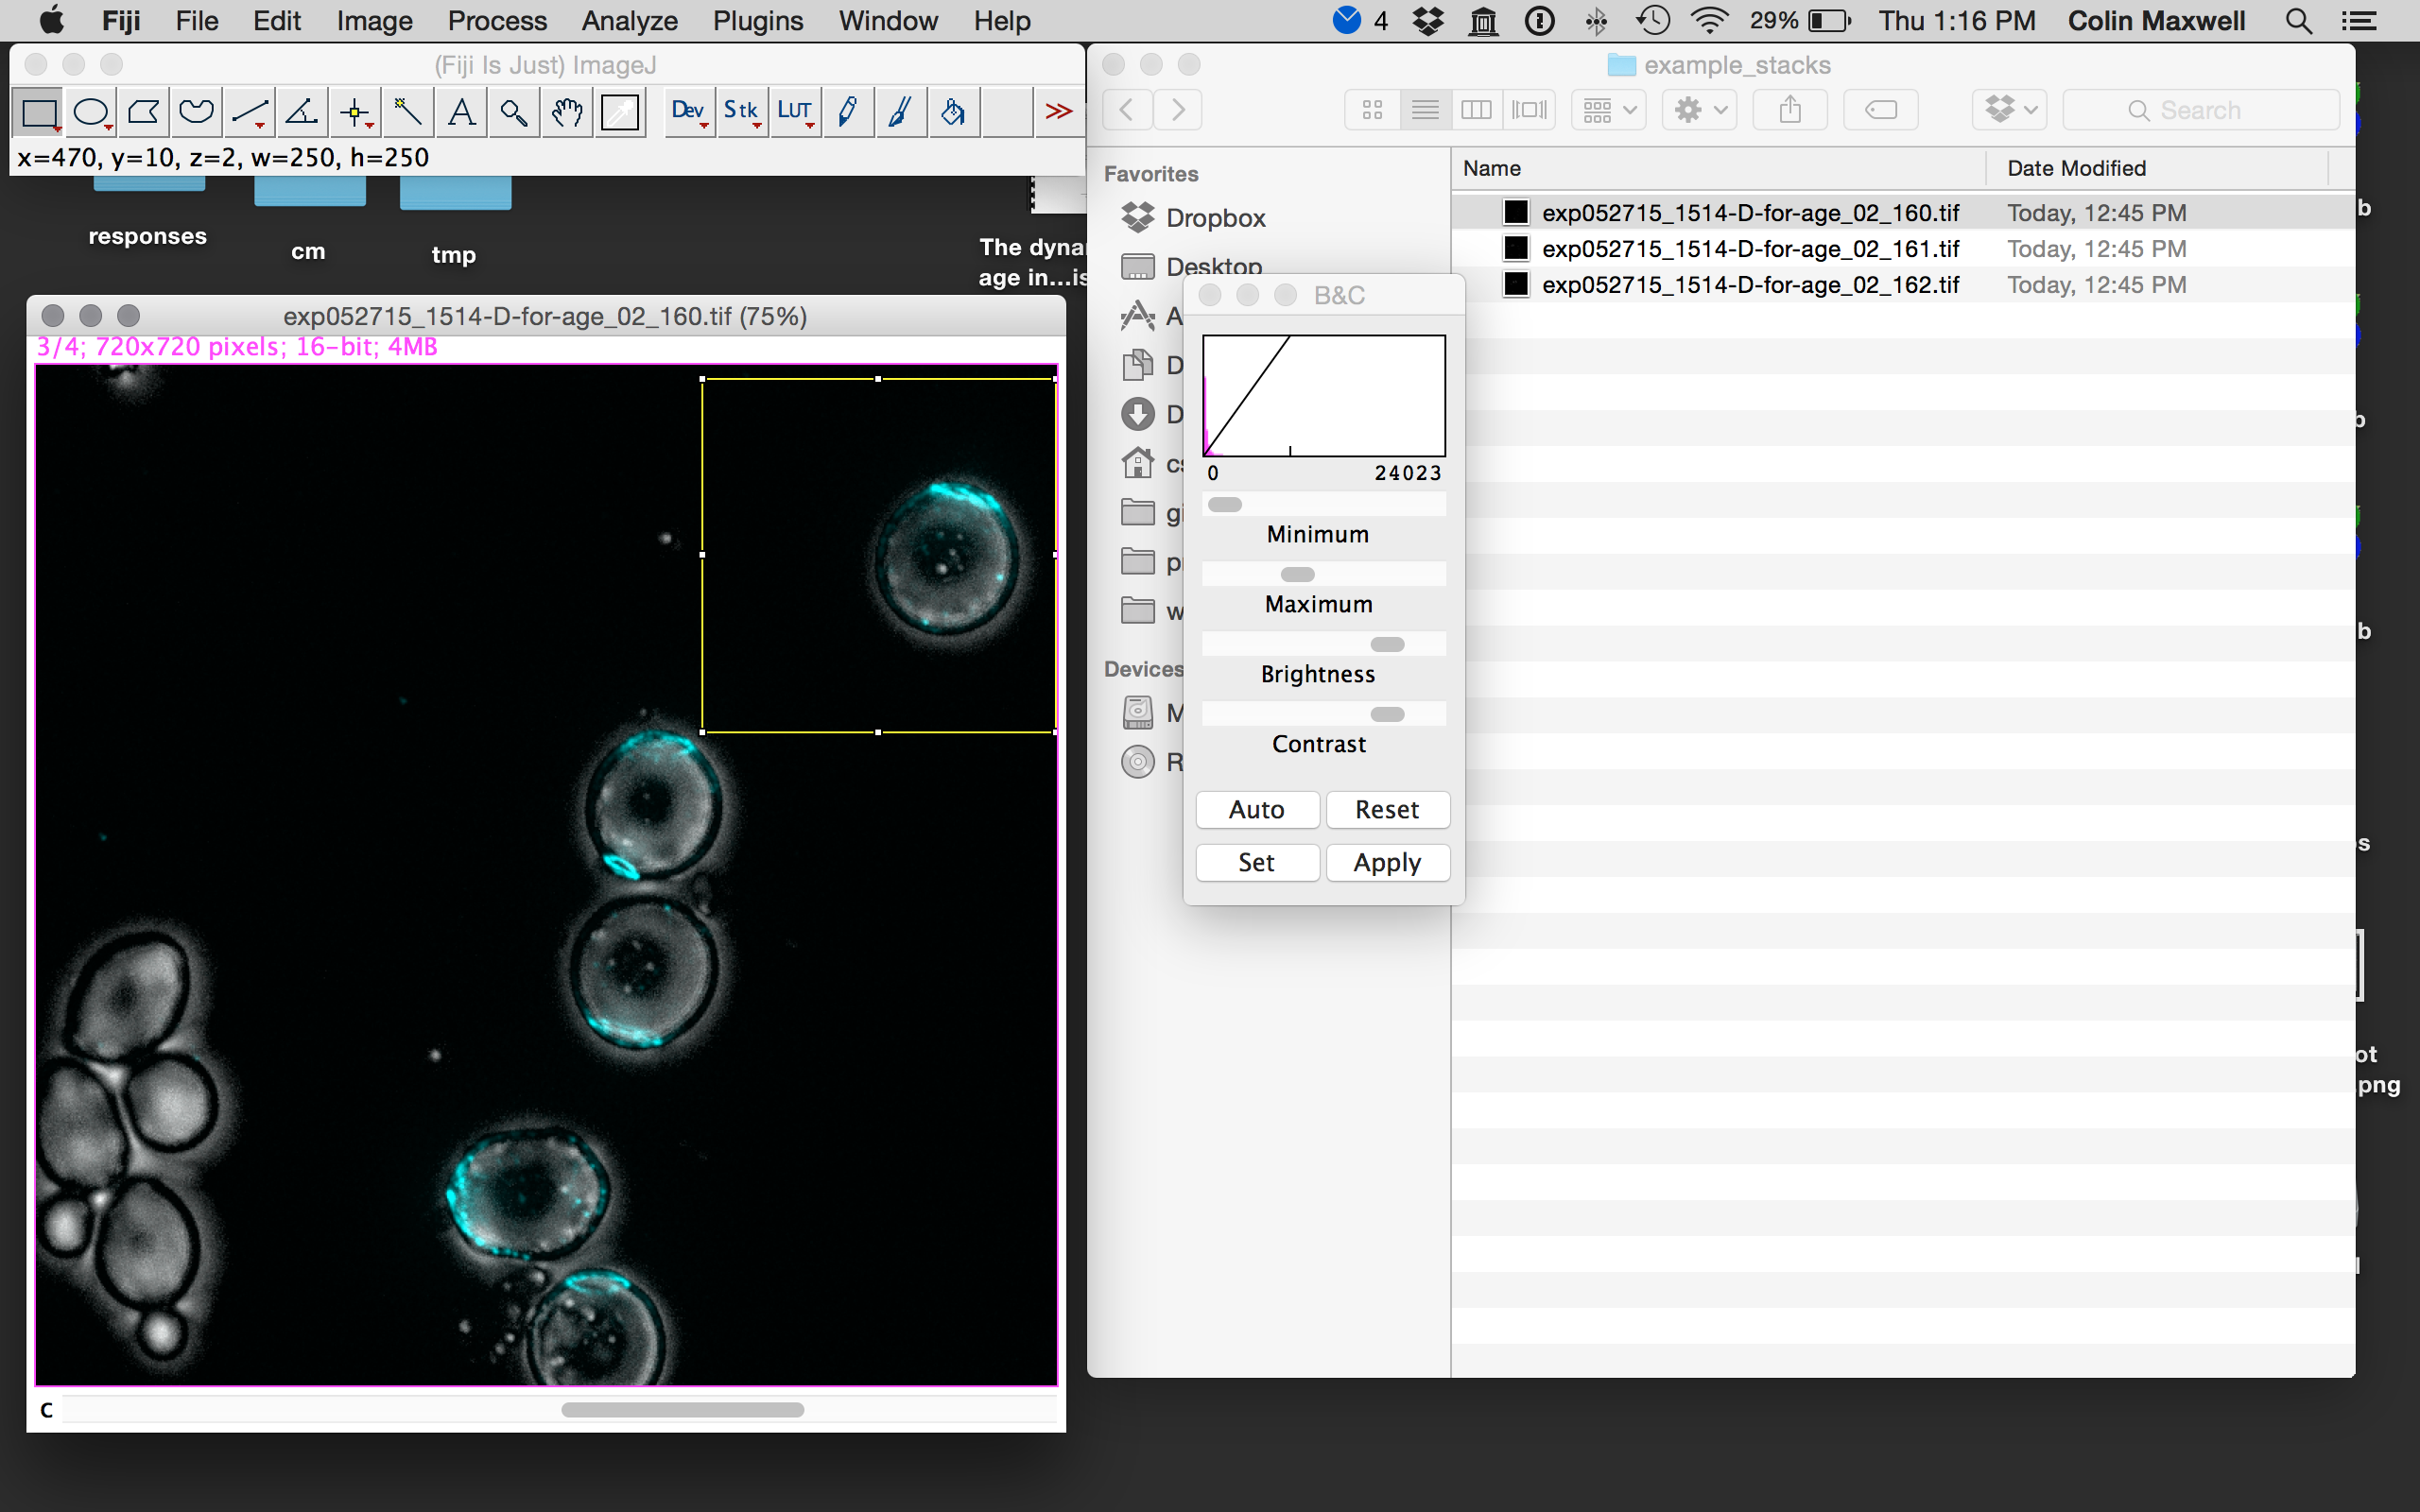 Fiji File Edit Image Process Analyze Plugins Window Help 4 29% Thu 1:16 PM Colin Maxwell
(Fiji Is Just) ImageJ
Dev Stk LUT
x=470, y=10, z=2, w=250, h=250
responses
cm
tmp
The
age in...is
exp052715_1514-D-for-age_02_160.tif (75%)
3/4; 720x720 pixels; 16-bit; 4MB
C
example_stacks
Search
Favorites
Dropbox
Desktop
A
D
D
w
Devices
M
R
Name Date Modified
exp052715_1514-D-for-age_02_160.tif Today, 12:45 PM
exp052715_1514-D-for-age_02_161.tif Today, 12:45 PM
exp052715_1514-D-for-age_02_162.tif Today, 12:45 PM
B&C
0 24023
Minimum
Maximum
Brightness
Contrast
Auto Reset
Set Apply
b
b
ot
.png